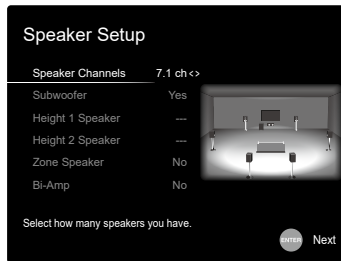 Speaker Setup
Speaker Channels 7.1 ch <>
Subwoofer Yes
Height 1 Speaker ---
Height 2 Speaker ---
Zone Speaker No
Bi-Amp No
Select how many speakers you have.
ENTER Next